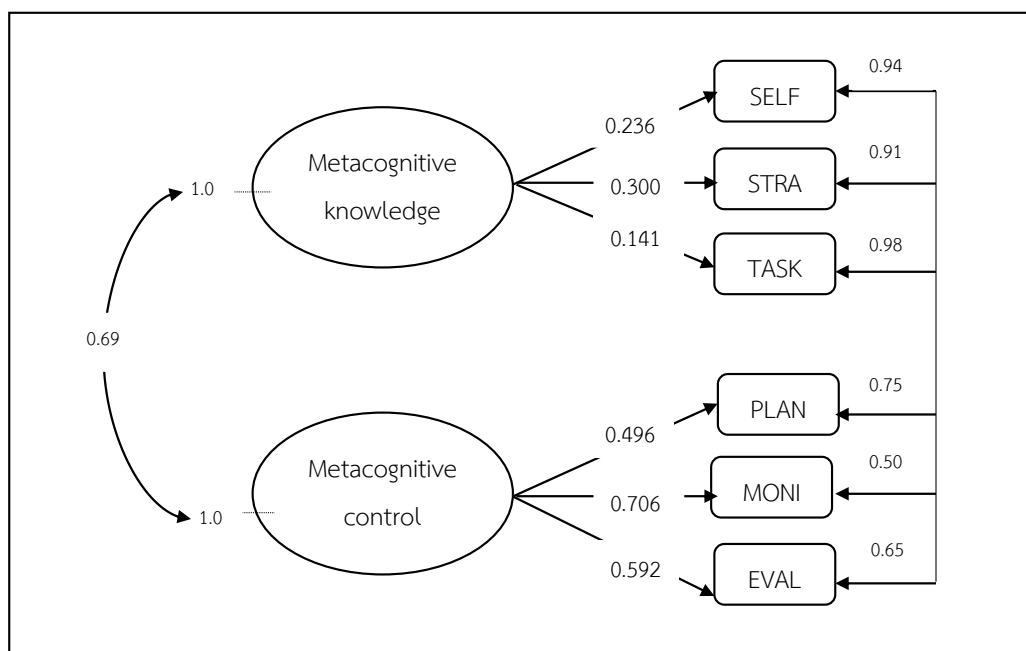 0.94
SELF
0.236
Metacognitive
knowledge
1.0
0.91
STRA
0.300
0.141
0.98
TASK
0.69
0.75
PLAN
0.496
Metacognitive
control
1.0
0.50
MONI
0.706
0.592
0.65
EVAL